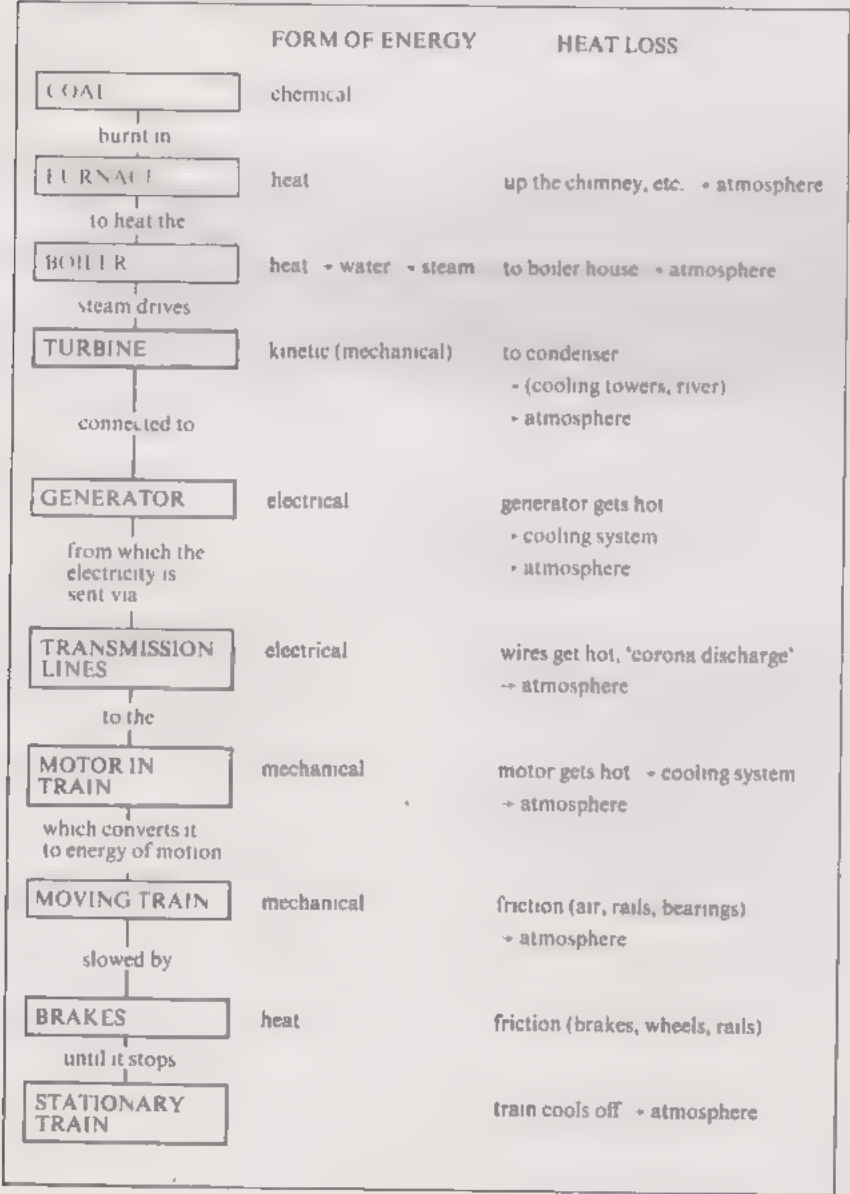 FORM OF ENERGY HEAT LOSS
COAL chemical
burnt in
FURNACE heat up the chimney, etc. → atmosphere
to heat the
BOILER heat → water → steam to boiler house → atmosphere
steam drives
TURBINE kinetic (mechanical) to condenser
→ (cooling towers, river)
→ atmosphere
connected to
GENERATOR electrical generator gets hot
→ cooling system
→ atmosphere
from which the
electricity is
sent via
TRANSMISSION electrical wires get hot, ‘corona discharge’
LINES → atmosphere
to the
MOTOR IN mechanical motor gets hot → cooling system
TRAIN → atmosphere
which converts it
to energy of motion
MOVING TRAIN mechanical friction (air, rails, bearings)
→ atmosphere
slowed by
BRAKES heat friction (brakes, wheels, rails)
until it stops
STATIONARY train cools off → atmosphere
TRAIN